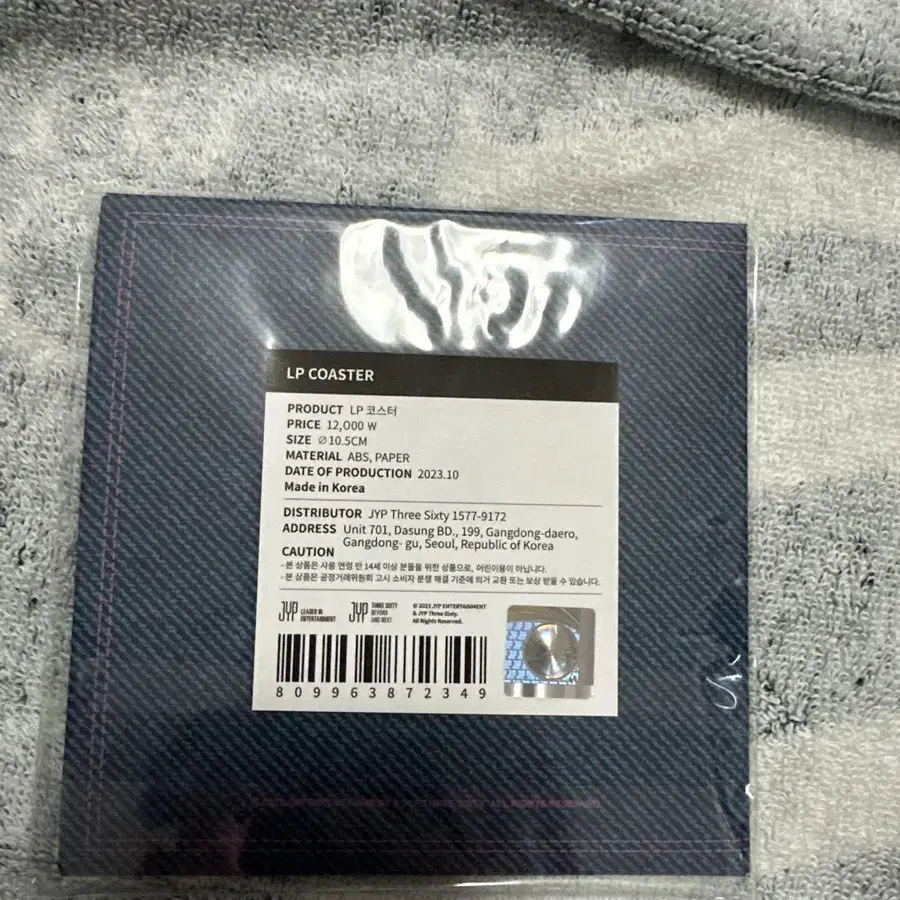 LP COASTER
PRODUCT LP 코스터
PRICE 12,000 W
SIZE ⌀10.5CM
MATERIAL ABS, PAPER
DATE OF PRODUCTION 2023.10
Made in Korea
DISTRIBUTOR JYP Three Sixty 1577-9172
ADDRESS Unit 701, Dasung BD., 199, Gangdong-daero,
Gangdong- gu, Seoul, Republic of Korea
CAUTION
- 본 상품은 사용 연령 만 14세 이상 분들을 위한 상품으로, 어린이용이 아닙니다.
- 본 상품은 공정거래위원회 고시 소비자 분쟁 해결 기준에 의거 교환 또는 보상 받을 수 있습니다.
JYP LEADER IN ENTERTAINMENT JYP THREE SIXTY BEYOND AND NEXT
© 2023 JYP ENTERTAINMENT
& JYP Three Sixty.
All Rights Reserved.
809963872349
ALL RIGHTS RESERVED